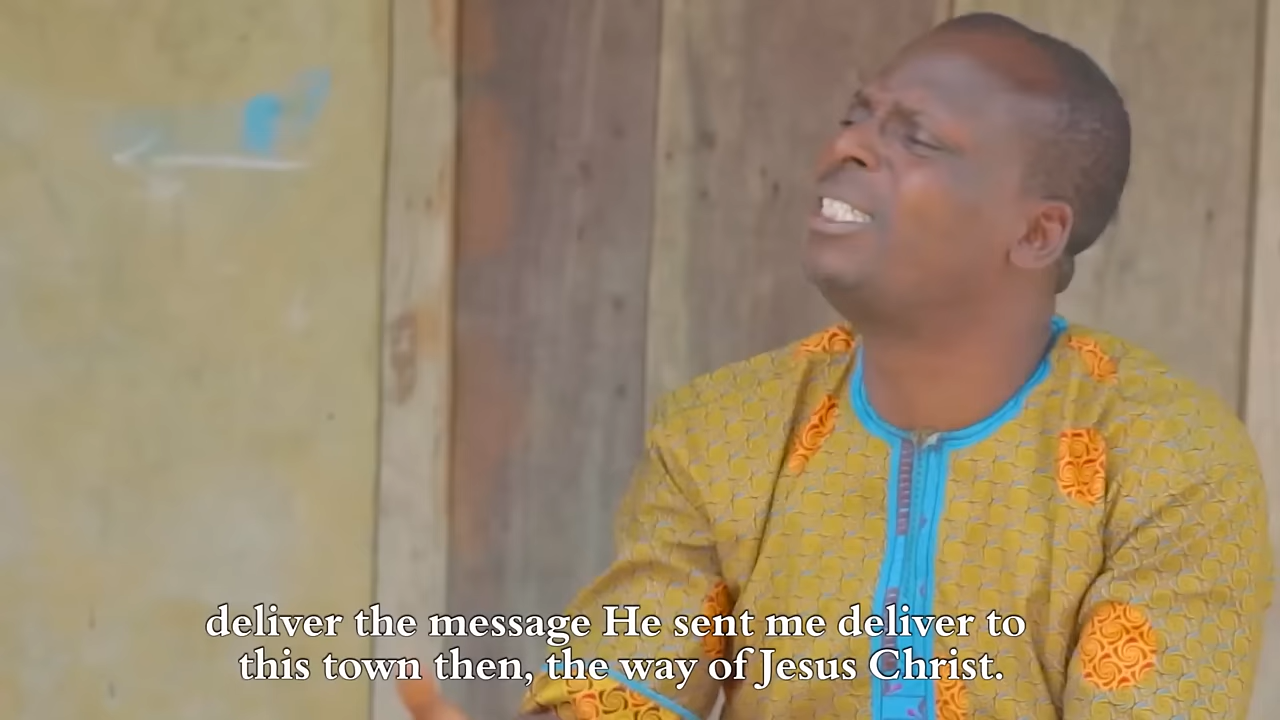 deliver the message He sent me deliver to
this town then, the way of Jesus Christ.